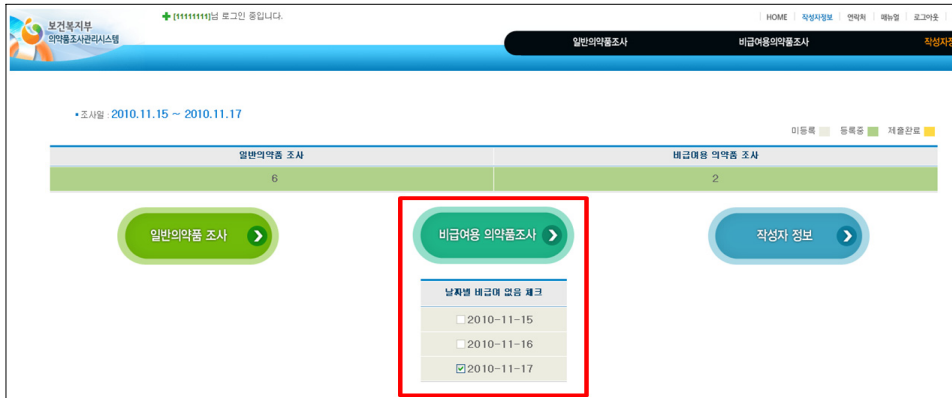 보건복지부
의약품조사관리시스템
[11111111]님 로그인 중입니다.
HOME 작성자정보 연락처 매뉴얼 로그아웃
일반의약품조사 비급여용의약품조사 작성자정
조사일 : 2010.11.15 ~ 2010.11.17
미등록 등록중 제출완료
일반의약품 조사 비급여용 의약품 조사
6 2
일반의약품 조사 비급여용 의약품조사 작성자 정보
날짜별 비급여 없음 체크
2010-11-15
2010-11-16
2010-11-17